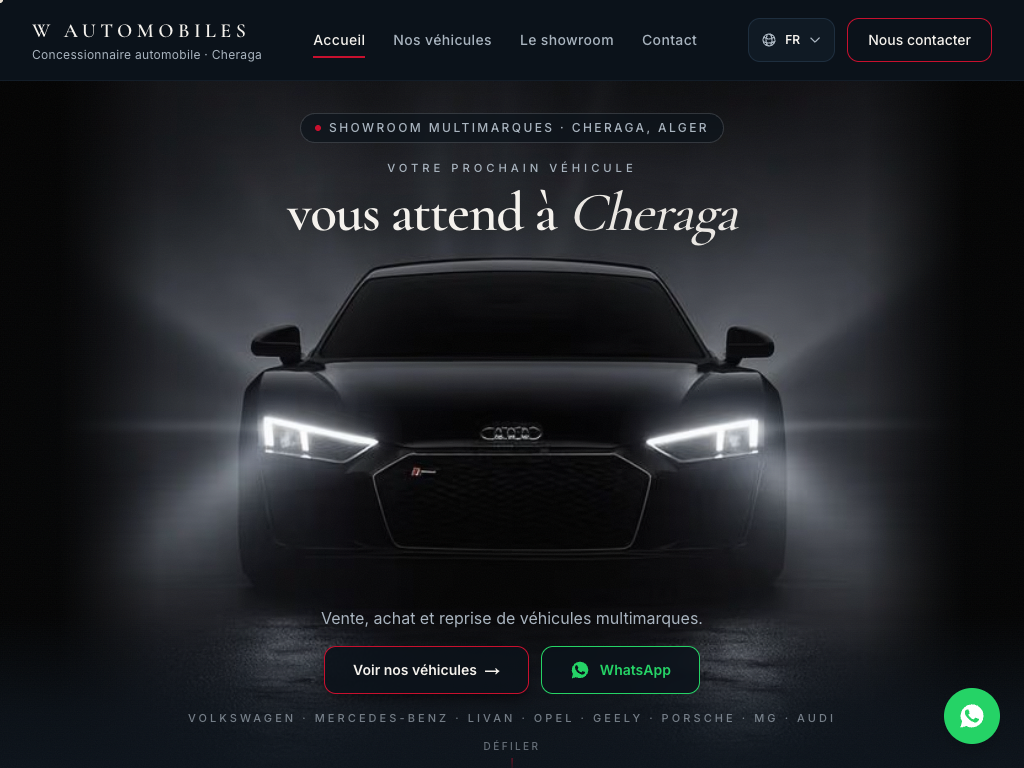 W AUTOMOBILES
Concessionnaire automobile · Cheraga
Accueil
Nos véhicules
Le showroom
Contact
FR
Nous contacter
SHOWROOM MULTIMARQUES · CHERAGA, ALGER
VOTRE PROCHAIN VÉHICULE
vous attend à Cheraga
Vente, achat et reprise de véhicules multimarques.
Voir nos véhicules →
WhatsApp
VOLKSWAGEN · MERCEDES-BENZ · LIVAN · OPEL · GEELY · PORSCHE · MG · AUDI
DÉFILER